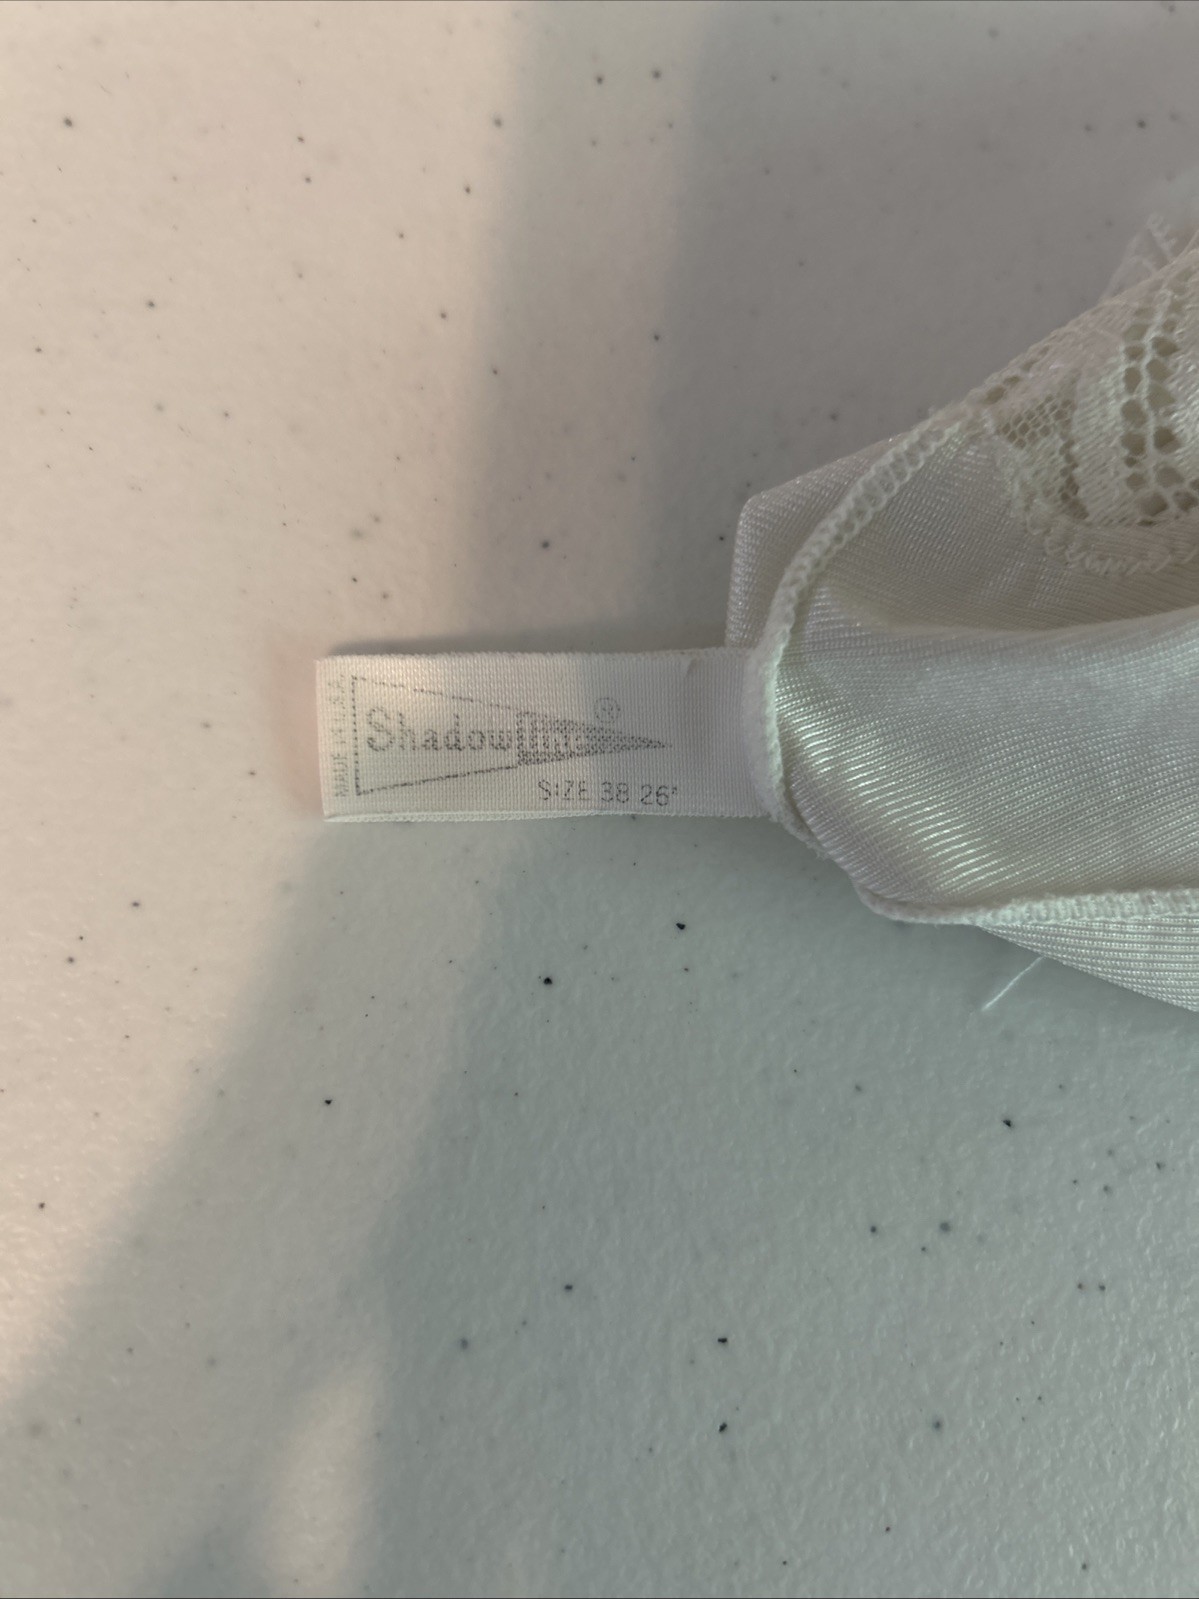 MADE IN U.S.A.
Shadowline ®
SIZE 38 26"